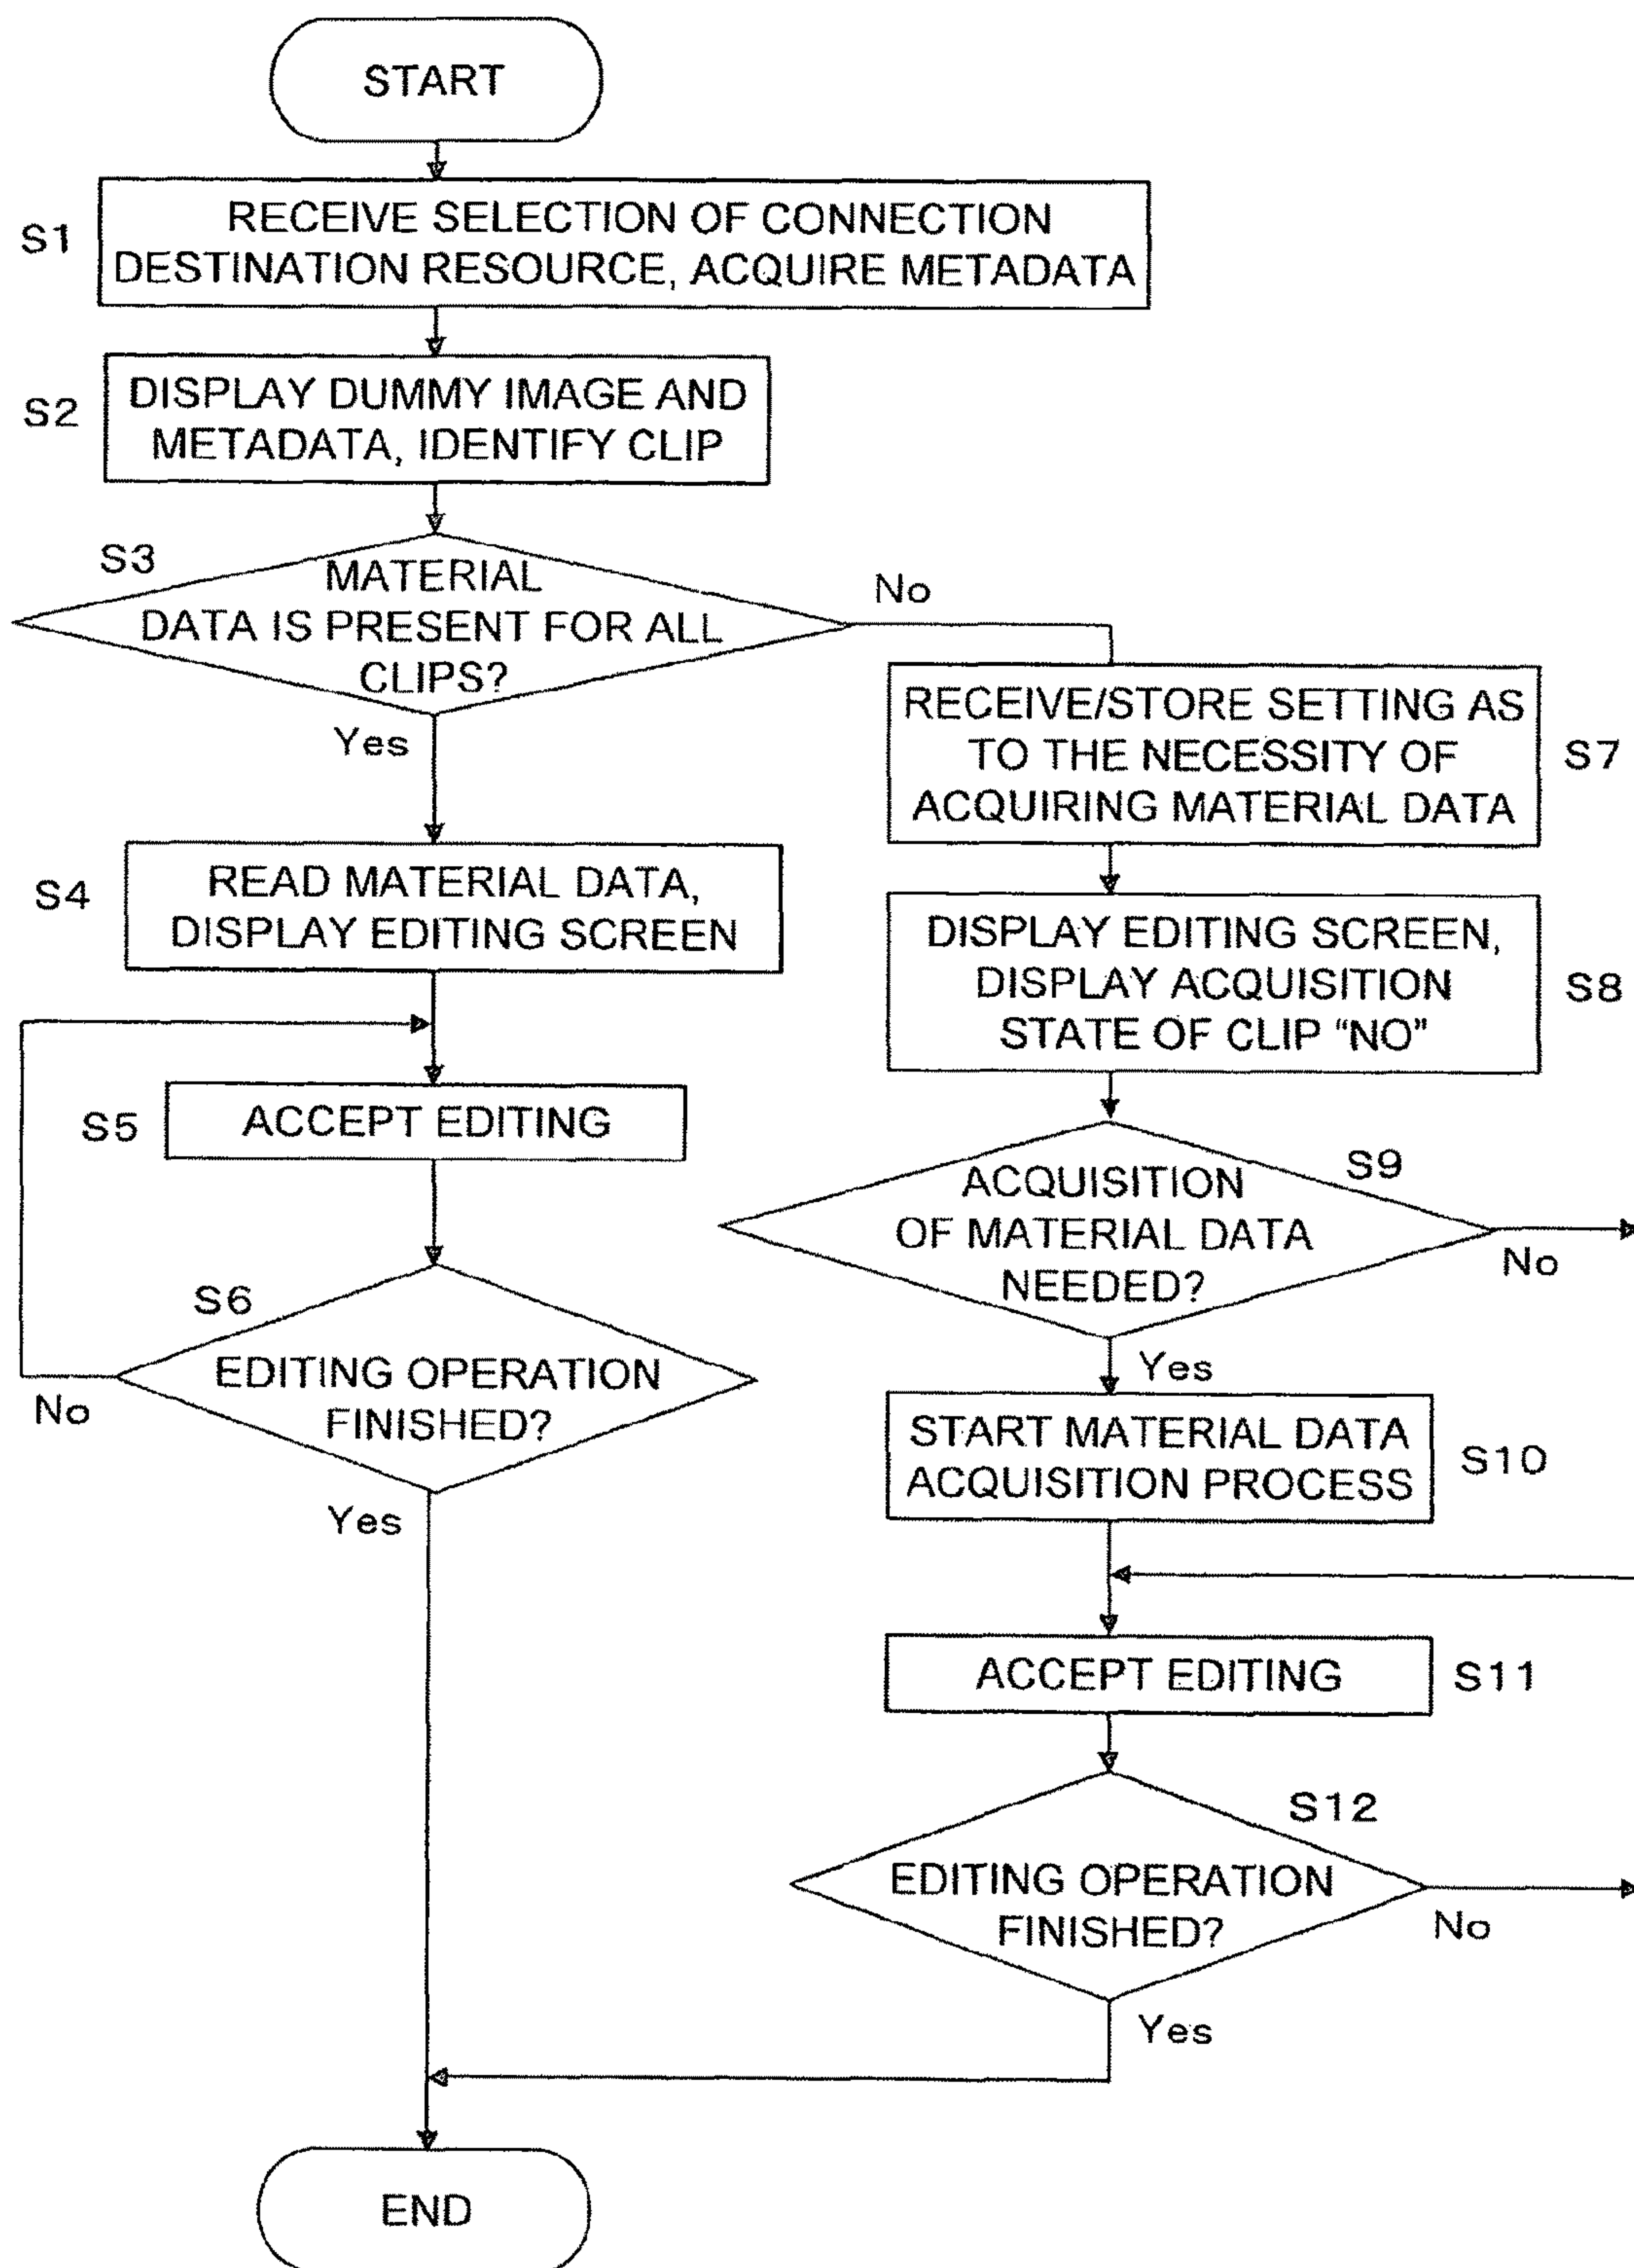 START
S1
RECEIVE SELECTION OF CONNECTION
DESTINATION RESOURCE, ACQUIRE METADATA
S2
DISPLAY DUMMY IMAGE AND
METADATA, IDENTIFY CLIP
S3
MATERIAL
DATA IS PRESENT FOR ALL
CLIPS?
No
Yes
S4
READ MATERIAL DATA,
DISPLAY EDITING SCREEN
S5
ACCEPT EDITING
S6
EDITING OPERATION
FINISHED?
No
Yes
RECEIVE/STORE SETTING AS
TO THE NECESSITY OF
ACQUIRING MATERIAL DATA
S7
DISPLAY EDITING SCREEN,
DISPLAY ACQUISITION
STATE OF CLIP “NO”
S8
S9
ACQUISITION
OF MATERIAL DATA
NEEDED?
No
Yes
START MATERIAL DATA
ACQUISITION PROCESS
S10
ACCEPT EDITING
S11
S12
EDITING OPERATION
FINISHED?
No
Yes
END